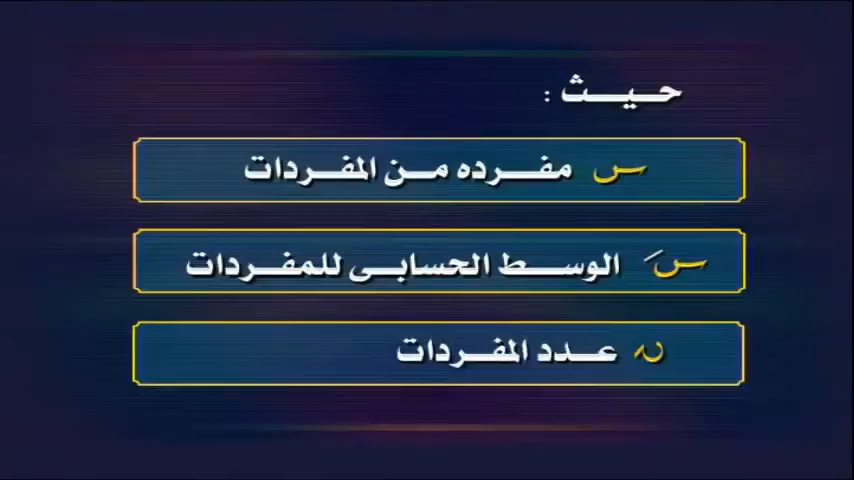 حيث :
س مفرده من المفردات
سَ الوسط الحسابى للمفردات
ن عدد المفردات